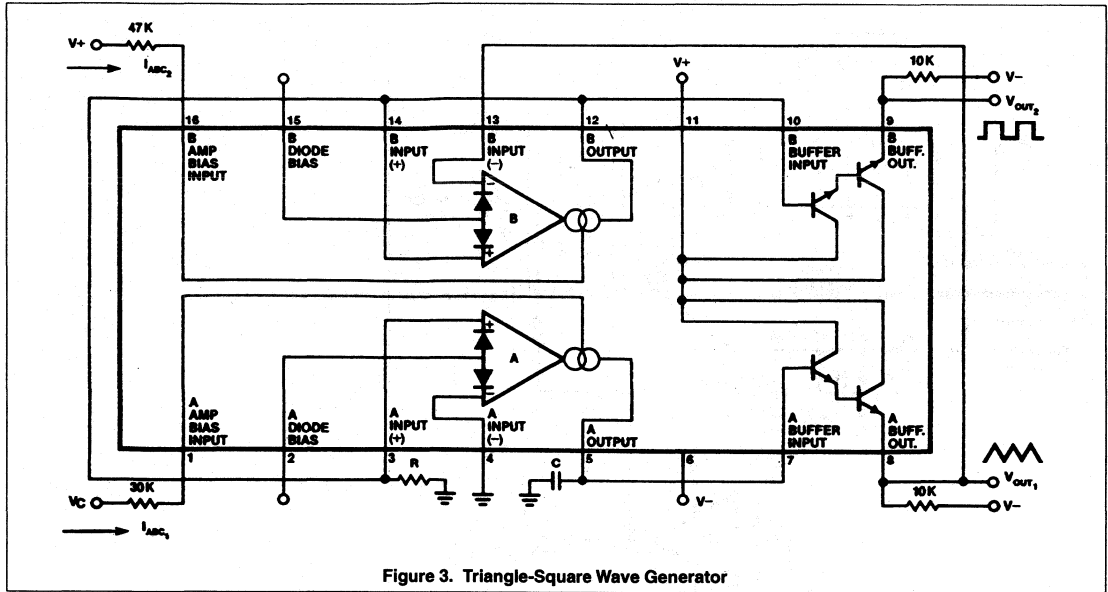 47K
V+
I_ABC2
V+
10K
V–
V_OUT2
16
15
14
13
12
11
10
9
B AMP BIAS INPUT
B DIODE BIAS
B INPUT (+)
B INPUT (–)
B OUTPUT
B BUFFER INPUT
B BUFF. OUT.
–
B
+
+
A
–
A AMP BIAS INPUT
A DIODE BIAS
A INPUT (+)
A INPUT (–)
A OUTPUT
A BUFFER INPUT
A BUFF. OUT.
1
2
3
4
5
6
7
8
R
C
VC
30K
I_ABC1
V–
V_OUT1
10K
V–
Figure 3. Triangle-Square Wave Generator